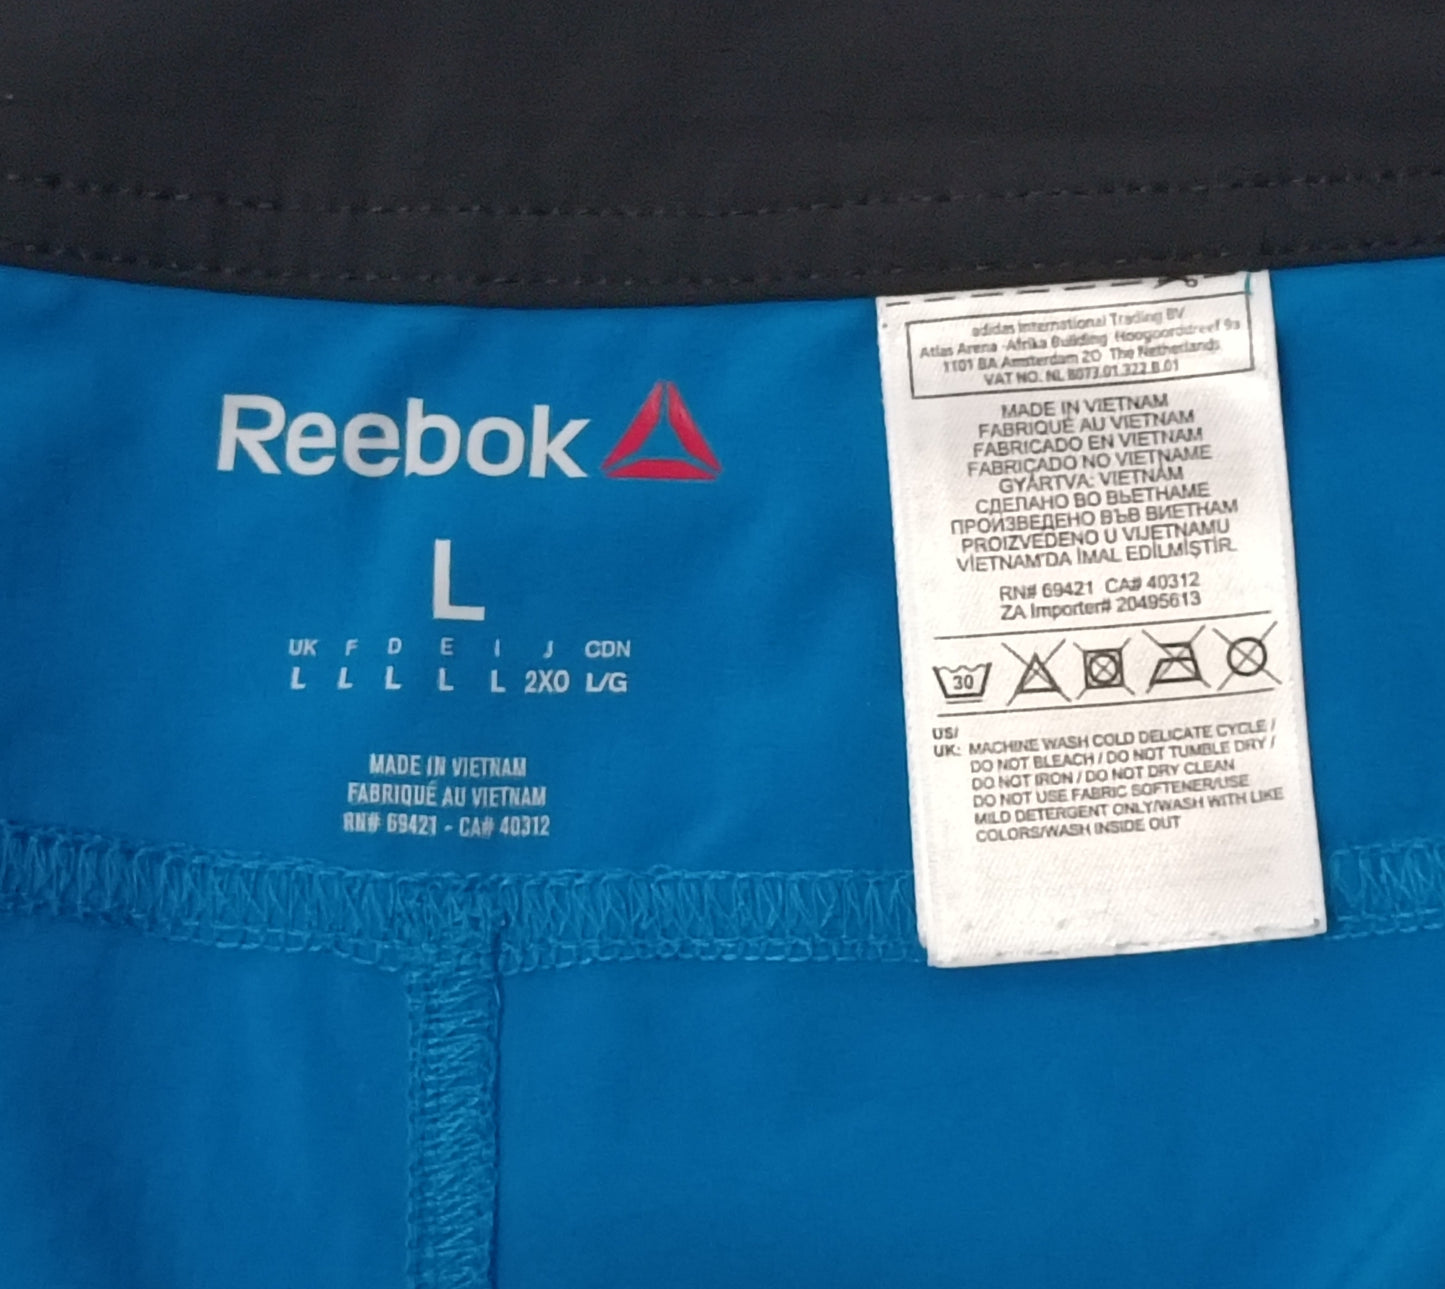 Reebok
L
UK F D E I J CDN
L L L L L 2XO L/G
MADE IN VIETNAM
FABRIQUÉ AU VIETNAM
RN# 69421 - CA# 40312
adidas International Trading BV
Atlas Arena -Afrika Building Hoogoorddreef 9a
1101 BA Amsterdam ZO The Netherlands
VAT NO. NL 8073.01.322.B.01
MADE IN VIETNAM
FABRIQUÉ AU VIETNAM
FABRICADO EN VIETNAM
FABRICADO NO VIETNAME
GYÁRTVA: VIETNÁM
СДЕЛАНО ВО ВЬЕТНАМЕ
ПРОИЗВЕДЕНО ВЪВ ВИЕТНАМ
PROIZVEDENO U VIJETNAMU
VİETNAM'DA İMAL EDİLMİŞTİR.
RN# 69421 CA# 40312
ZA Importer# 20495613
30
US/
UK: MACHINE WASH COLD DELICATE CYCLE /
DO NOT BLEACH / DO NOT TUMBLE DRY /
DO NOT IRON / DO NOT DRY CLEAN
DO NOT USE FABRIC SOFTENER/USE
MILD DETERGENT ONLY/WASH WITH LIKE
COLORS/WASH INSIDE OUT